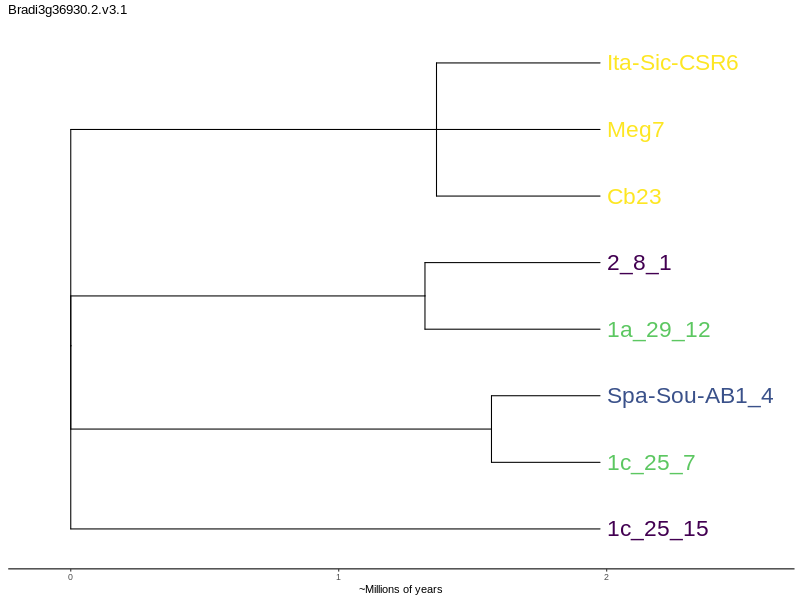 Bradi3g36930.2.v3.1
Ita-Sic-CSR6
Meg7
Cb23
2_8_1
1a_29_12
Spa-Sou-AB1_4
1c_25_7
1c_25_15
0 1 2
~Millions of years